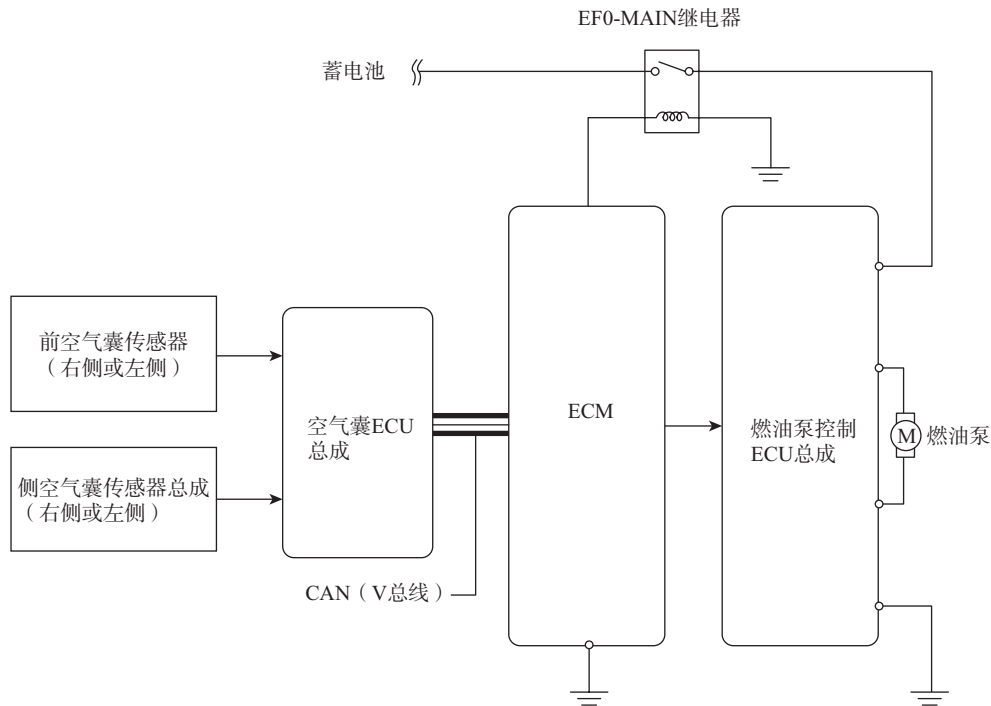 EF0-MAIN继电器
蓄电池
前空气囊传感器
（右侧或左侧）
空气囊ECU
总成
ECM
燃油泵控制
ECU总成
M
燃油泵
侧空气囊传感器总成
（右侧或左侧）
CAN（V总线）